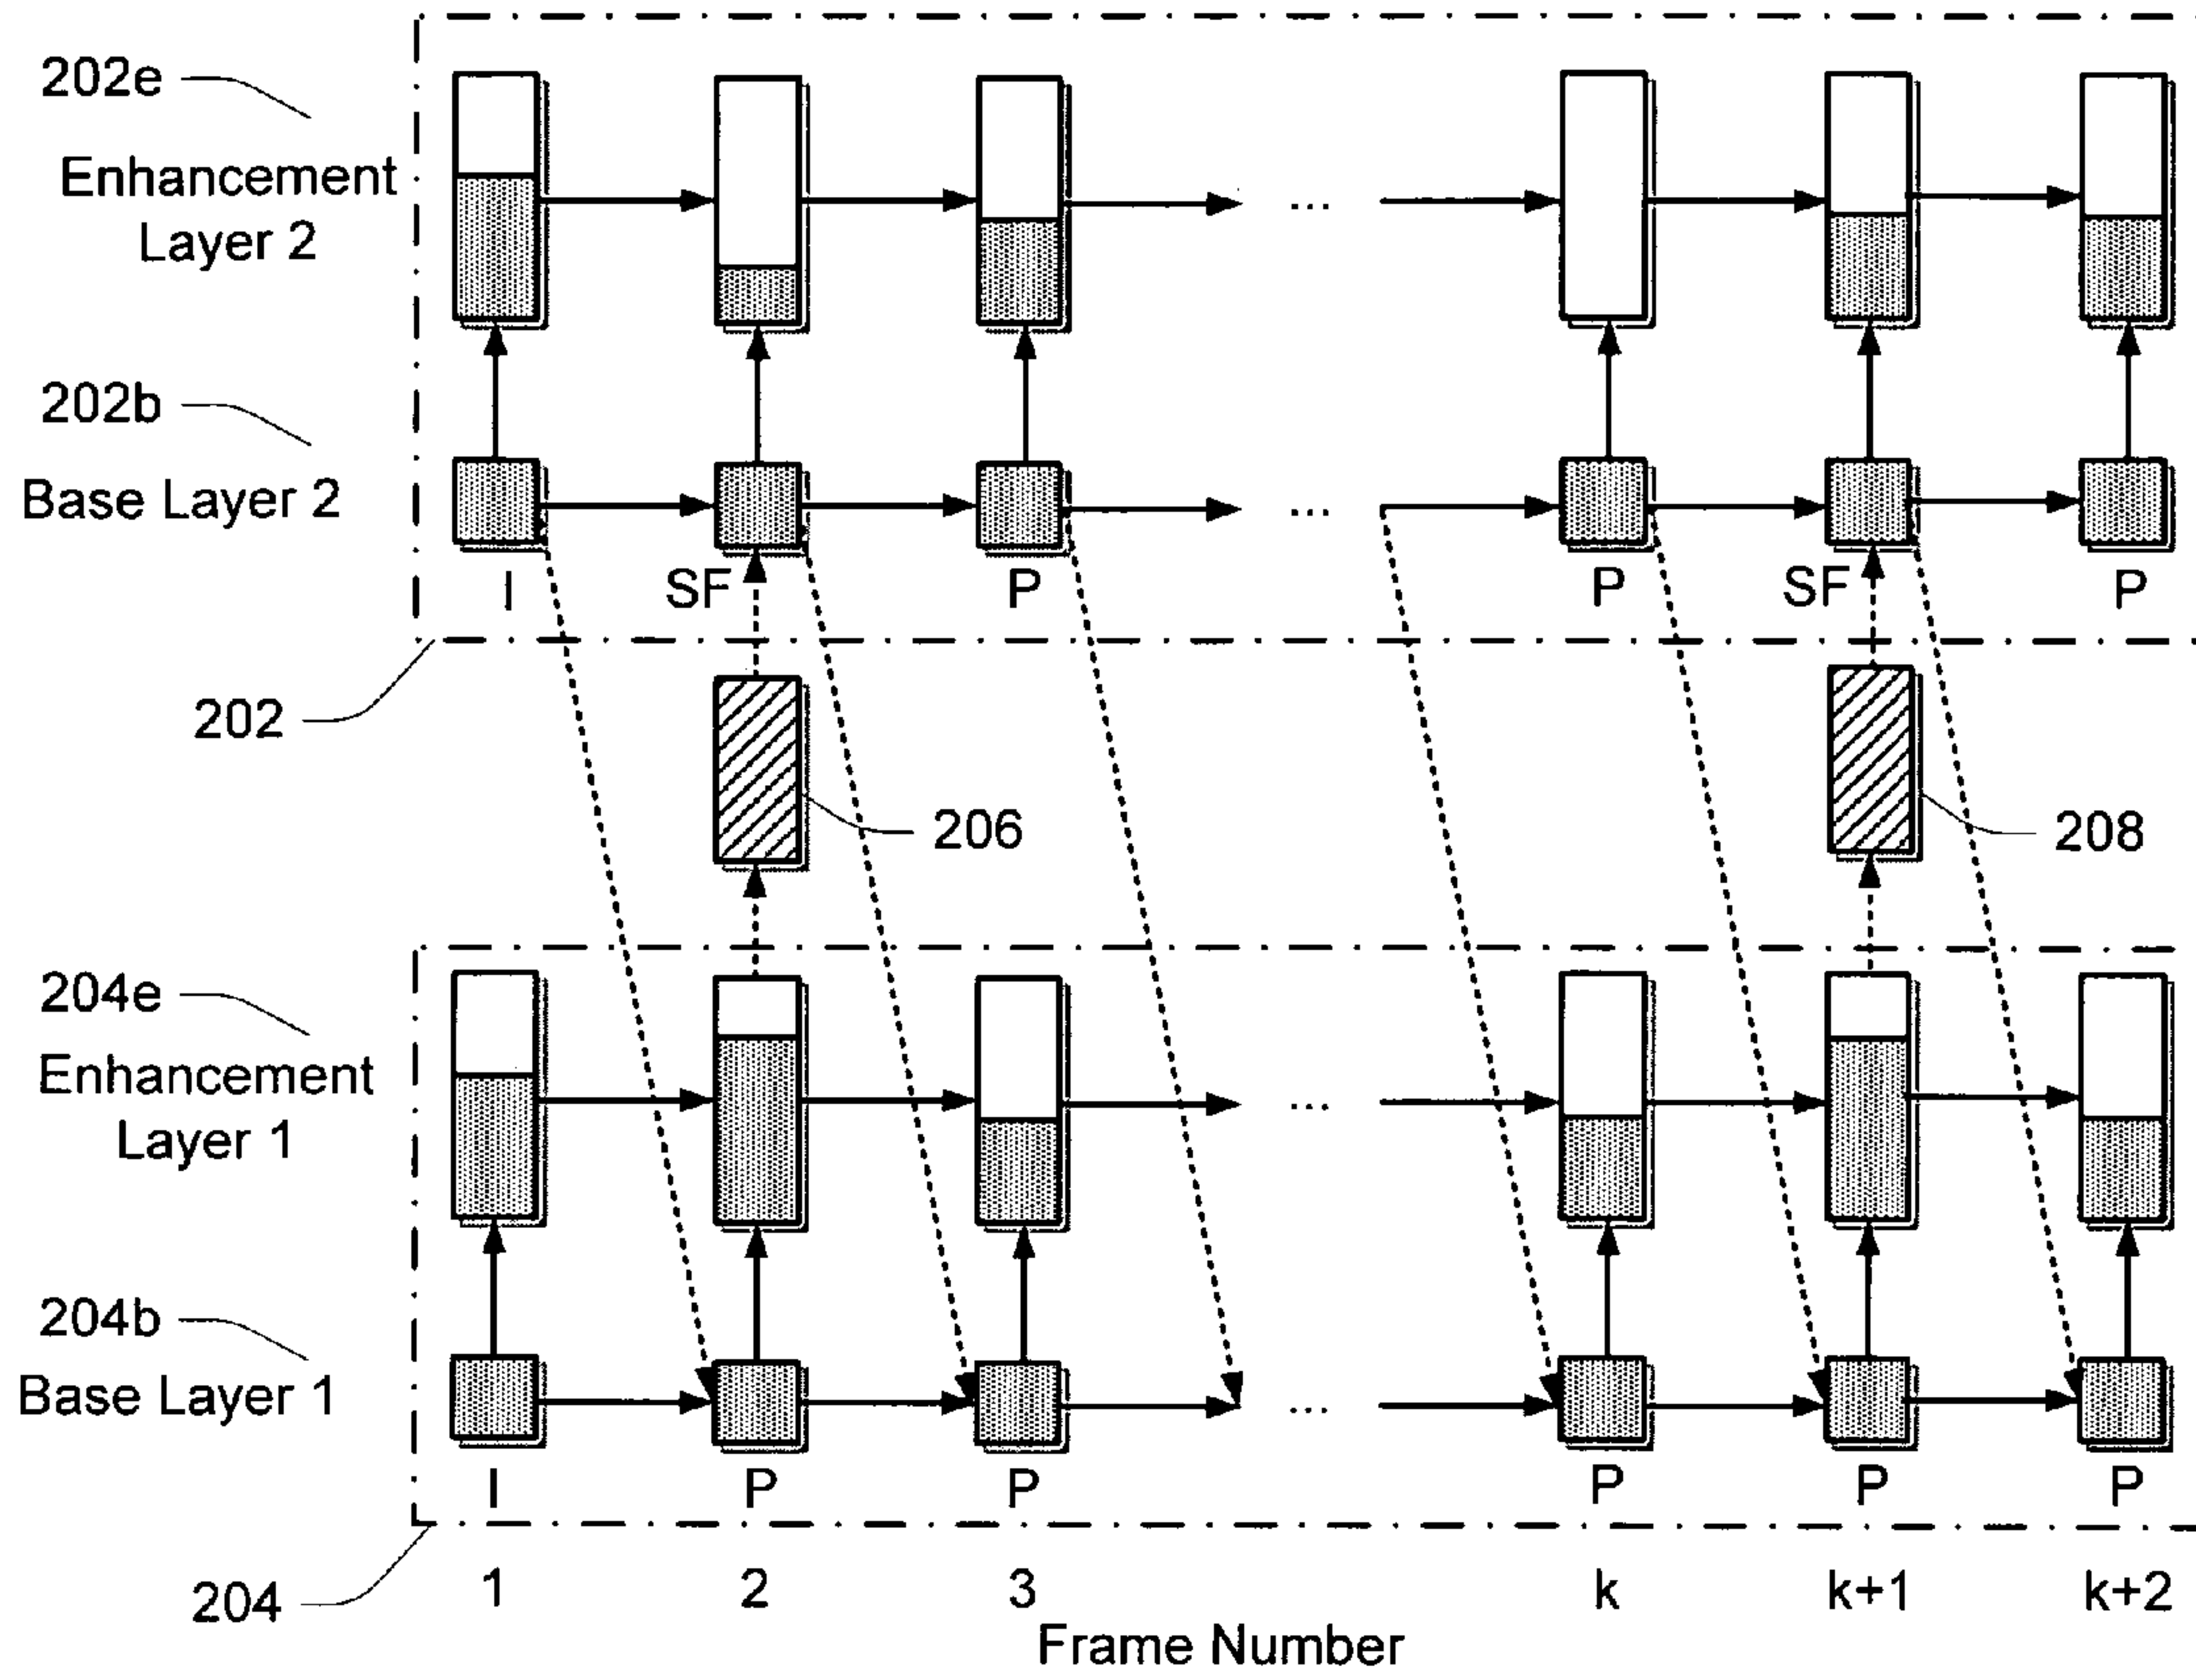 202e
Enhancement
Layer 2
...
202b
Base Layer 2
...
I SF P P SF P
202
206
208
204e
Enhancement
Layer 1
...
204b
Base Layer 1
...
I P P P P P
204
1 2 3 k k+1 k+2
Frame Number